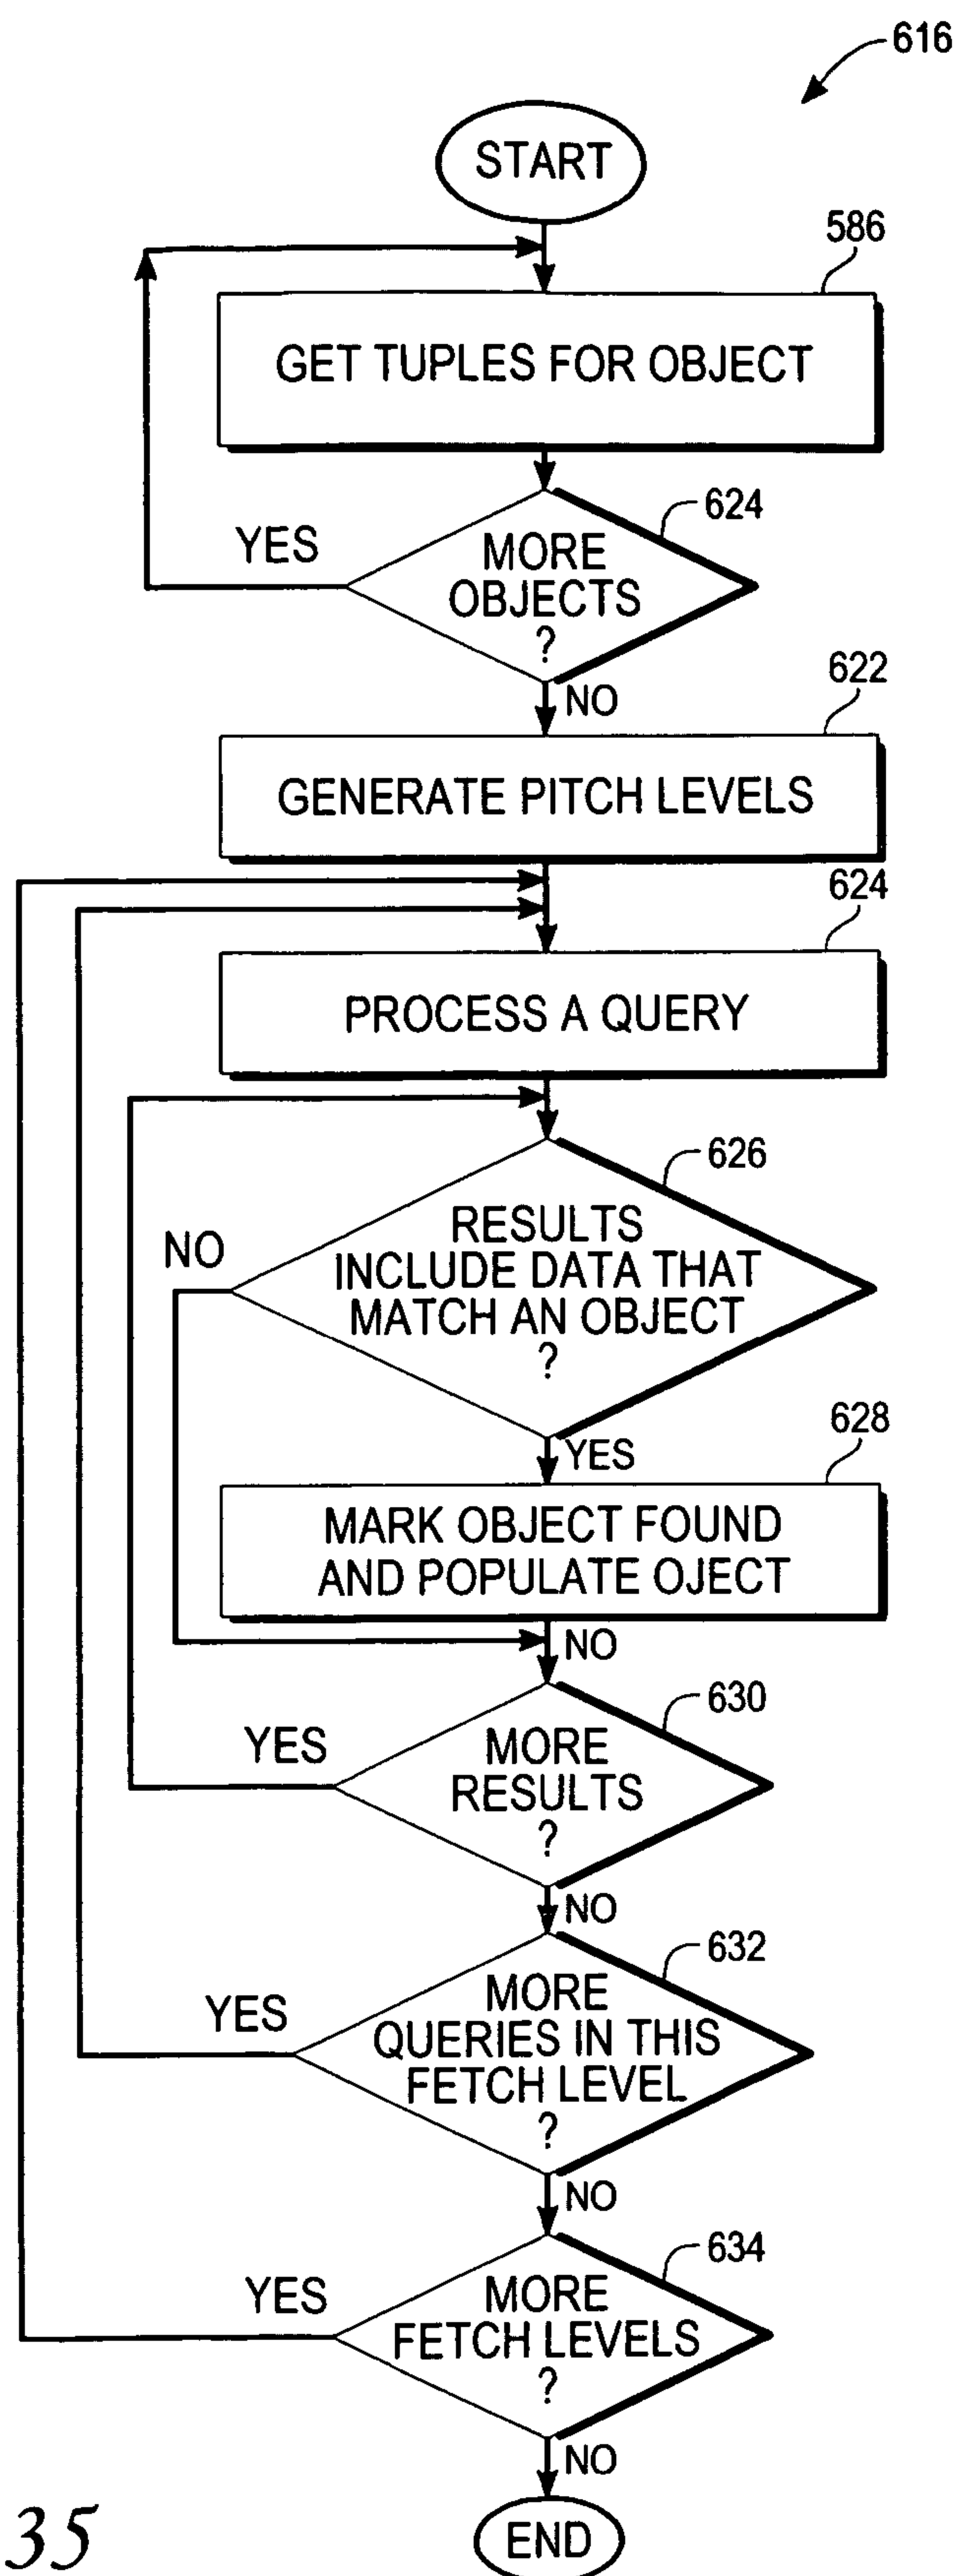 616
START
586
GET TUPLES FOR OBJECT
624
YES
MORE
OBJECTS
?
NO
622
GENERATE PITCH LEVELS
624
PROCESS A QUERY
626
NO
RESULTS
INCLUDE DATA THAT
MATCH AN OBJECT
?
YES
628
MARK OBJECT FOUND
AND POPULATE OJECT
NO
630
YES
MORE
RESULTS
?
NO
632
YES
MORE
QUERIES IN THIS
FETCH LEVEL
?
NO
634
YES
MORE
FETCH LEVELS
?
NO
END
35